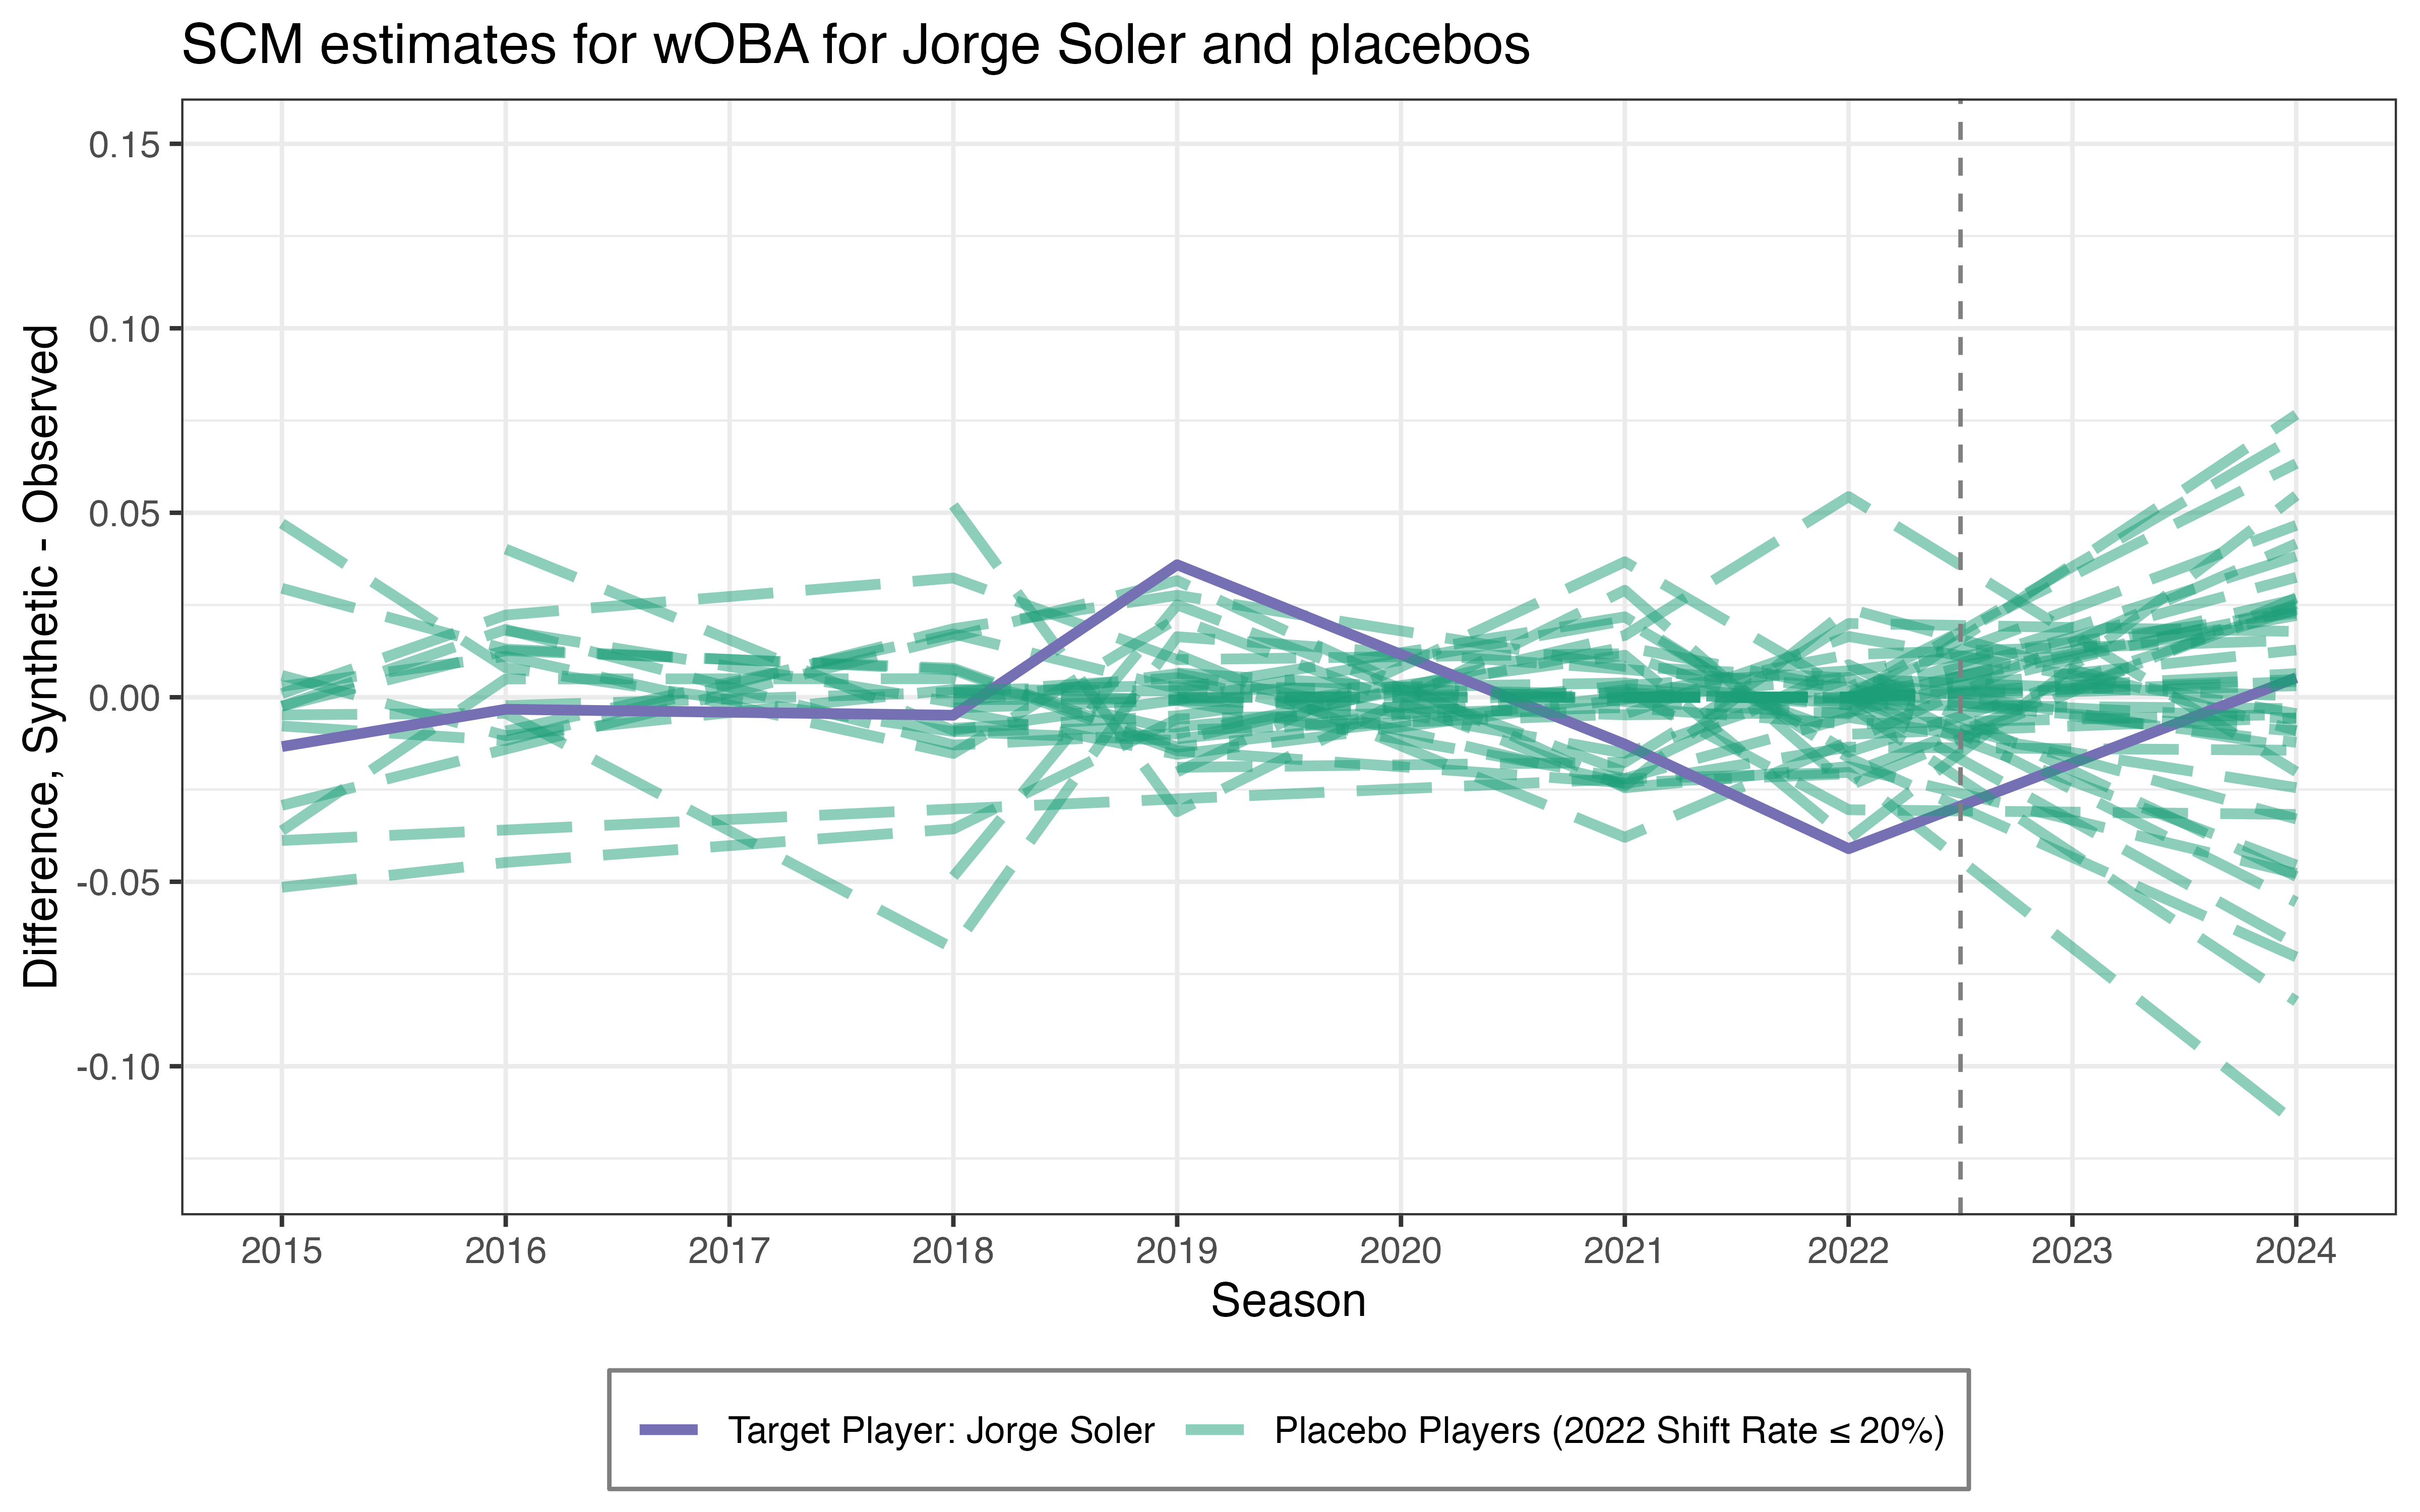 SCM estimates for wOBA for Jorge Soler and placebos
Difference, Synthetic - Observed
0.15
0.10
0.05
0.00
-0.05
-0.10
2015 2016 2017 2018 2019 2020 2021 2022 2023 2024
Season
Target Player: Jorge Soler Placebo Players (2022 Shift Rate ≤ 20%)